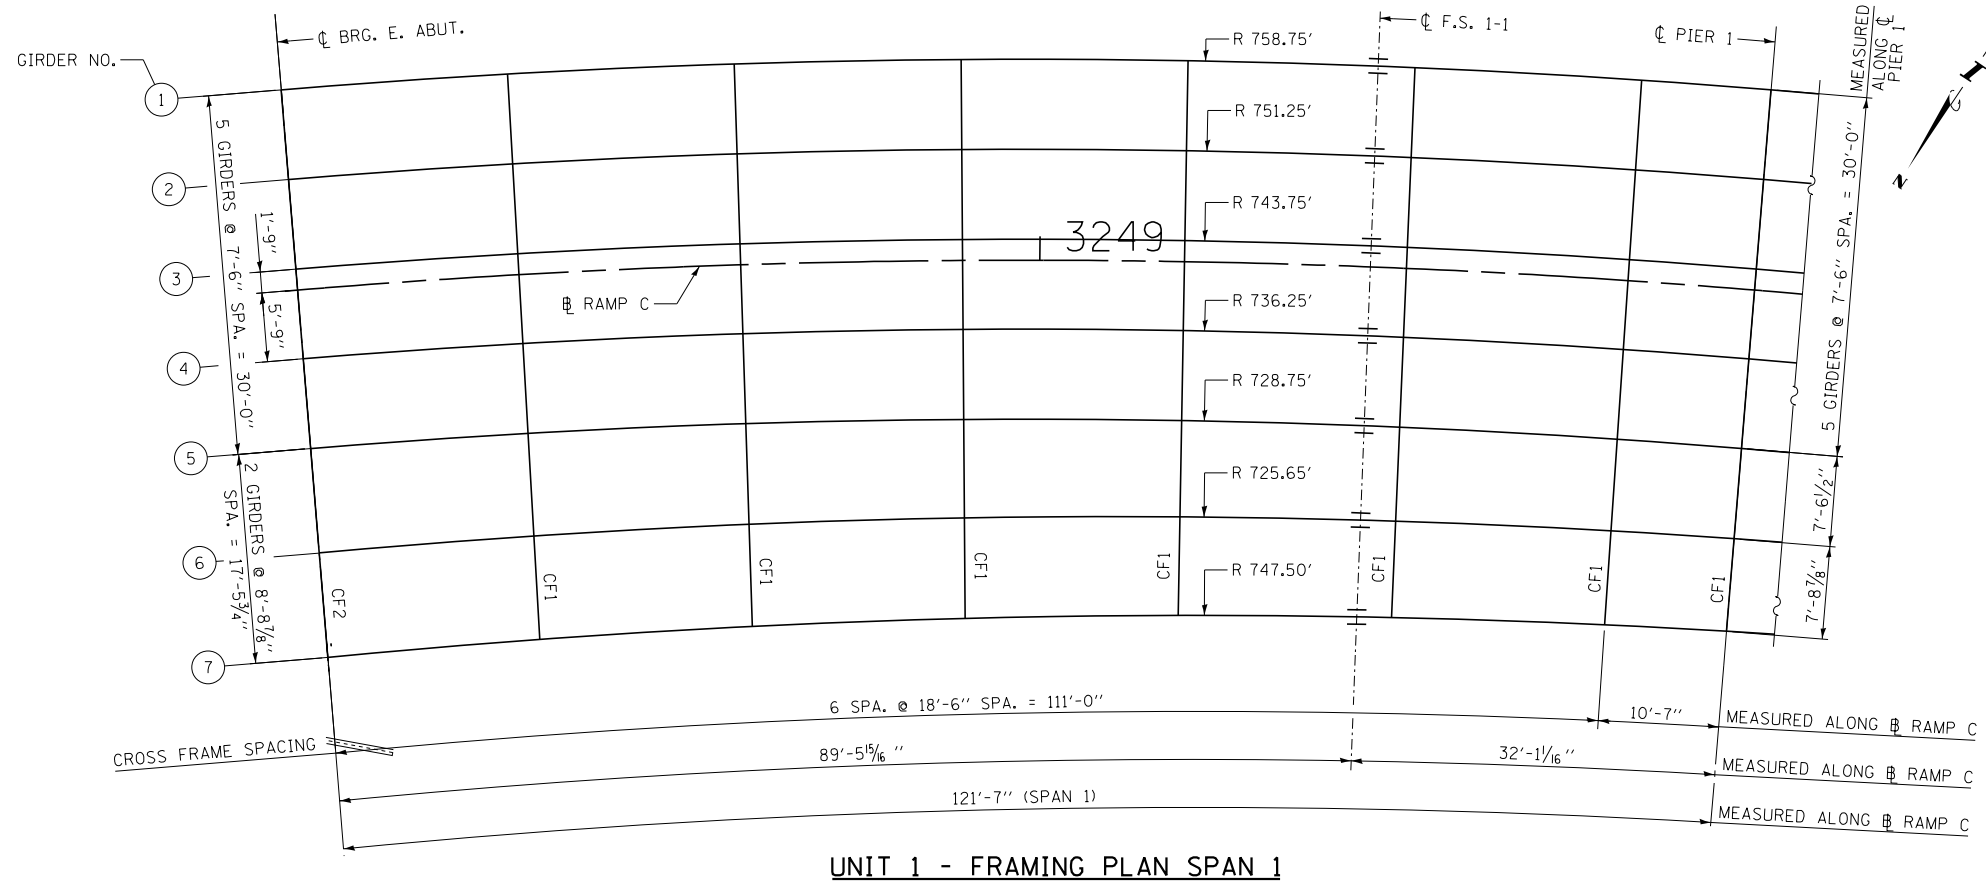 ℄ BRG. E. ABUT.
GIRDER NO.
1
2
3
4
5
6
7
5 GIRDERS @ 7'-6" SPA. = 30'-0"
2 GIRDERS @ 8'-8⅞"
SPA. = 17'-5¾"
1'-9"
5'-9"
R 758.75'
R 751.25'
R 743.75'
3249
R 736.25'
R 728.75'
R 725.65'
R 747.50'
℄ F.S. 1-1
℄ PIER 1
MEASURED
ALONG ℄
PIER 1
N
5 GIRDERS @ 7'-6" SPA. = 30'-0"
7'-6½"
7'-8⅞"
BL RAMP C
CF2
CF1
CF1
CF1
CF1
CF1
CF1
CF1
CROSS FRAME SPACING
6 SPA. @ 18'-6" SPA. = 111'-0"
10'-7"
MEASURED ALONG BL RAMP C
89'-5 15/16"
32'-1 1/16"
MEASURED ALONG BL RAMP C
121'-7" (SPAN 1)
MEASURED ALONG BL RAMP C
UNIT 1 - FRAMING PLAN SPAN 1